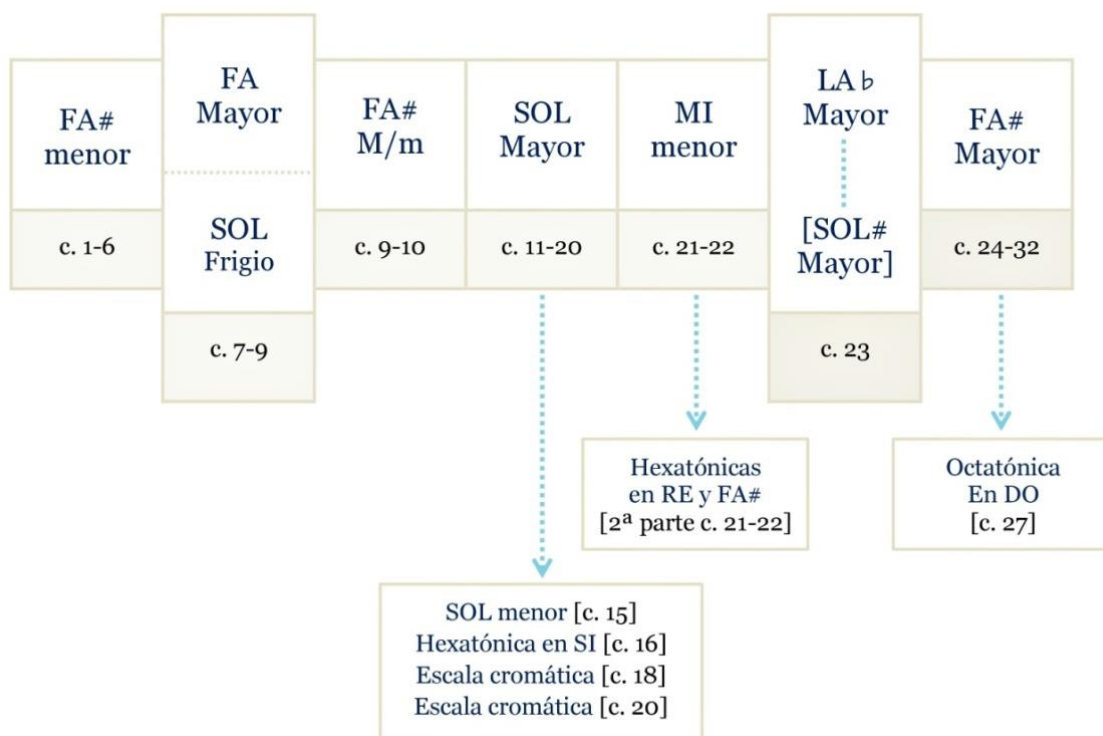 FA#
menor
c. 1-6
FA
Mayor
SOL
Frigio
c. 7-9
FA#
M/m
c. 9-10
SOL
Mayor
c. 11-20
MI
menor
c. 21-22
LA♭
Mayor
[SOL#
Mayor]
c. 23
FA#
Mayor
c. 24-32
Hexatónicas
en RE y FA#
[2ª parte c. 21-22]
Octatónica
En DO
[c. 27]
SOL menor [c. 15]
Hexatónica en SI [c. 16]
Escala cromática [c. 18]
Escala cromática [c. 20]